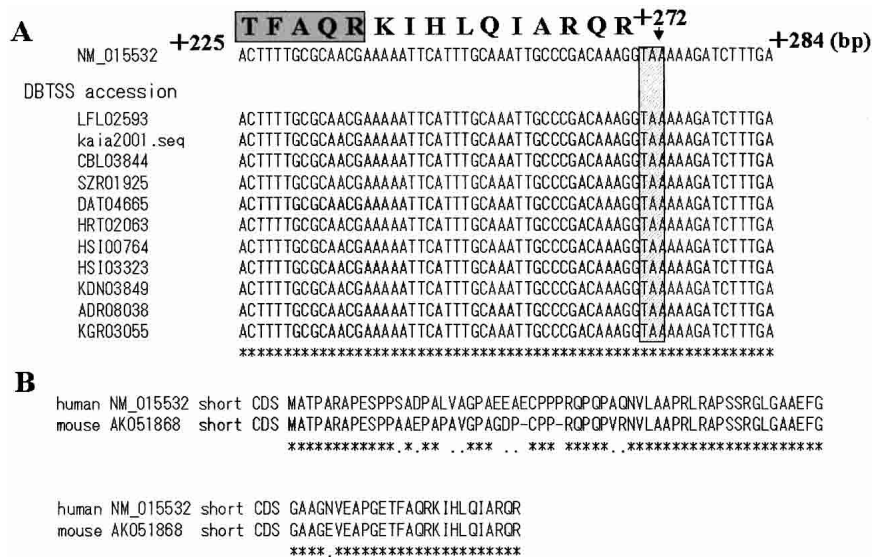 A
+225 T F A Q R K I H L Q I A R Q R +272
NM_015532 ACTTTTGCGCAACGAAAAATTCATTTGCAAATTGCCCGACAAAGGTAAAAAGATCTTTGA +284 (bp)
DBTSS accession
LFL02593 ACTTTTGCGCAACGAAAAATTCATTTGCAAATTGCCCGACAAAGGTAAAAAGATCTTTGA
kaia2001.seq ACTTTTGCGCAACGAAAAATTCATTTGCAAATTGCCCGACAAAGGTAAAAAGATCTTTGA
CBL03844 ACTTTTGCGCAACGAAAAATTCATTTGCAAATTGCCCGACAAAGGTAAAAAGATCTTTGA
SZR01925 ACTTTTGCGCAACGAAAAATTCATTTGCAAATTGCCCGACAAAGGTAAAAAGATCTTTGA
DAT04665 ACTTTTGCGCAACGAAAAATTCATTTGCAAATTGCCCGACAAAGGTAAAAAGATCTTTGA
HRT02063 ACTTTTGCGCAACGAAAAATTCATTTGCAAATTGCCCGACAAAGGTAAAAAGATCTTTGA
HSI00764 ACTTTTGCGCAACGAAAAATTCATTTGCAAATTGCCCGACAAAGGTAAAAAGATCTTTGA
HSI03323 ACTTTTGCGCAACGAAAAATTCATTTGCAAATTGCCCGACAAAGGTAAAAAGATCTTTGA
KDN03849 ACTTTTGCGCAACGAAAAATTCATTTGCAAATTGCCCGACAAAGGTAAAAAGATCTTTGA
ADR08038 ACTTTTGCGCAACGAAAAATTCATTTGCAAATTGCCCGACAAAGGTAAAAAGATCTTTGA
KGR03055 ACTTTTGCGCAACGAAAAATTCATTTGCAAATTGCCCGACAAAGGTAAAAAGATCTTTGA
************************************************************
B
human NM_015532 short CDS MATPARAPESPPSADPALVAGPAEEAECPPPRQPQPAQNVLAAPRLRAPSSRGLGAAEFG
mouse AK051868 short CDS MATPARAPESPPAAEPAPAVGPAGDP-CPP-RQPQPVRNVLAAPRLRAPSSRGLGAAEFG
************.*.** ..*** .. *** *****..**********************
human NM_015532 short CDS GAAGNVEAPGETFAQRKIHLQIARQR
mouse AK051868 short CDS GAAGEVEAPGETFAQRKIHLQIARQR
****.*********************